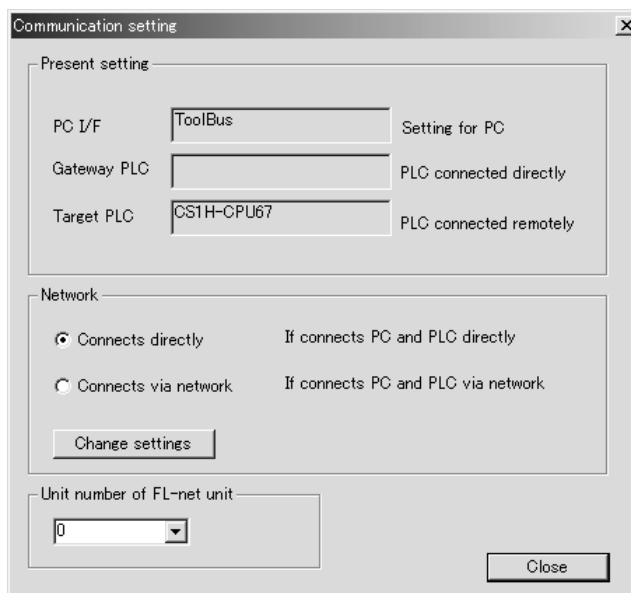 Communication setting
Present setting
PC I/F ToolBus Setting for PC
Gateway PLC PLC connected directly
Target PLC CS1H-CPU67 PLC connected remotely
Network
Connects directly If connects PC and PLC directly
Connects via network If connects PC and PLC via network
Change settings
Unit number of FL-net unit
0
Close